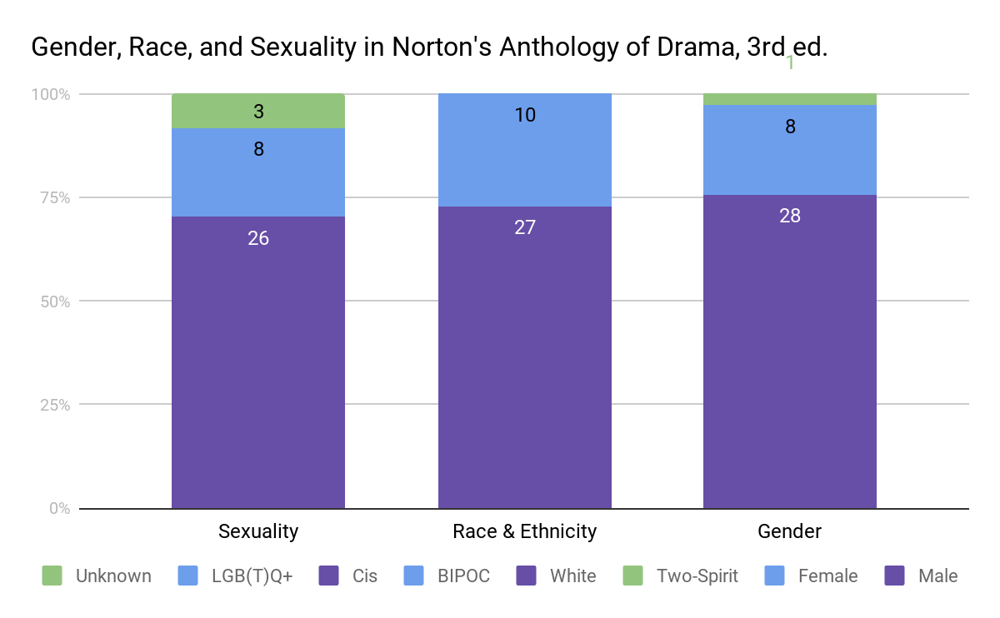 Gender, Race, and Sexuality in Norton's Anthology of Drama, 3rd ed.
1
100%
3
10
8
8
75%
26
27
28
50%
25%
0%
Sexuality
Race & Ethnicity
Gender
Unknown
LGB(T)Q+
Cis
BIPOC
White
Two-Spirit
Female
Male